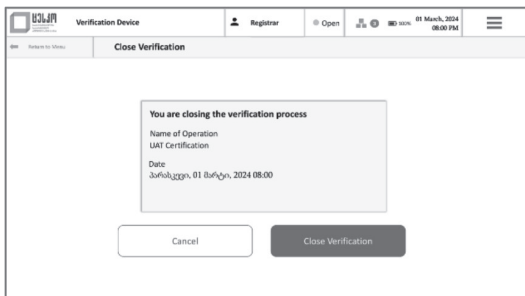 ცესკო
Verification Device
Registrar
Open
100%
01 March, 2024
08:00 PM
Return to Menu
Close Verification
You are closing the verification process
Name of Operation
UAT Certification
Date
პარასკევი, 01 მარტი, 2024 08:00
Cancel
Close Verification